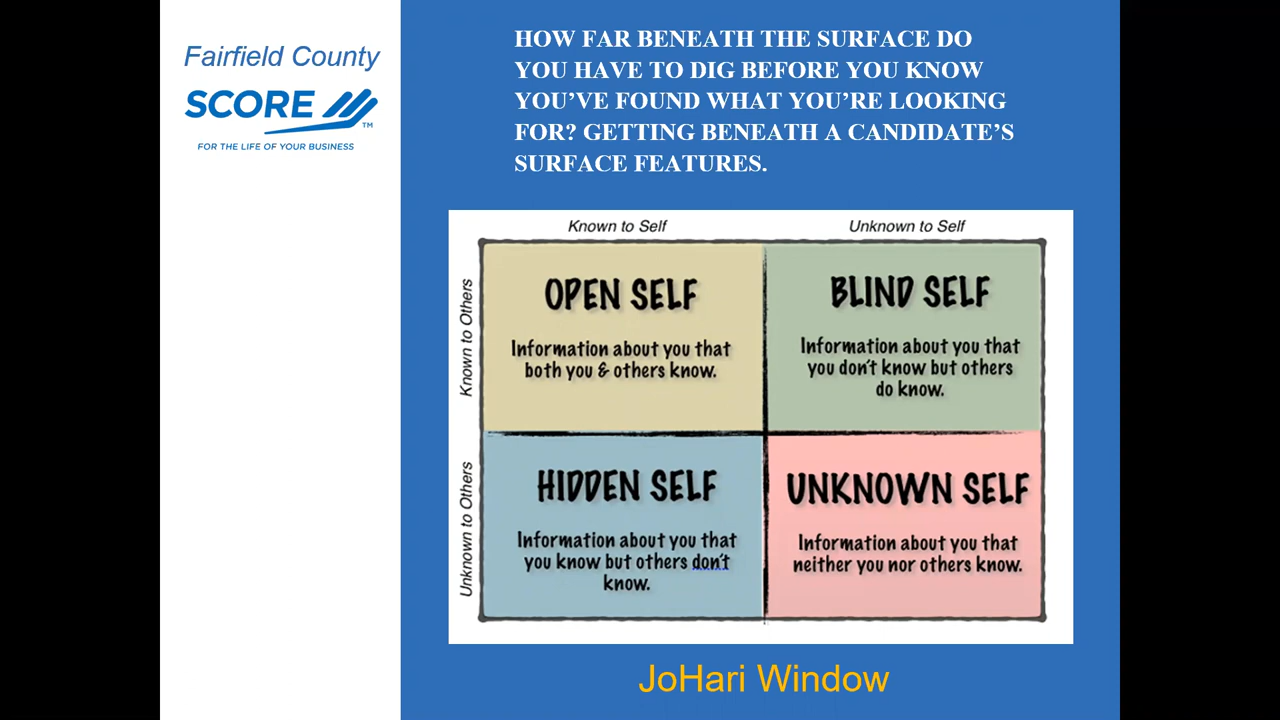 Fairfield County
SCORE
TM
FOR THE LIFE OF YOUR BUSINESS
HOW FAR BENEATH THE SURFACE DO
YOU HAVE TO DIG BEFORE YOU KNOW
YOU’VE FOUND WHAT YOU’RE LOOKING
FOR? GETTING BENEATH A CANDIDATE’S
SURFACE FEATURES.
Known to Self
Unknown to Self
Known to Others
OPEN SELF
Information about you that
both you & others know.
BLIND SELF
Information about you that
you don't know but others
do know.
Unknown to Others
HIDDEN SELF
Information about you that
you know but others don't
know.
UNKNOWN SELF
Information about you that
neither you nor others know.
JoHari Window